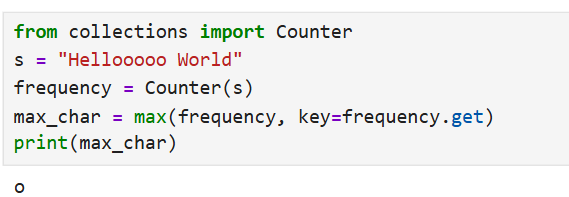 from collections import Counter
s = "Hellooooo World"
frequency = Counter(s)
max_char = max(frequency, key=frequency.get)
print(max_char)
o